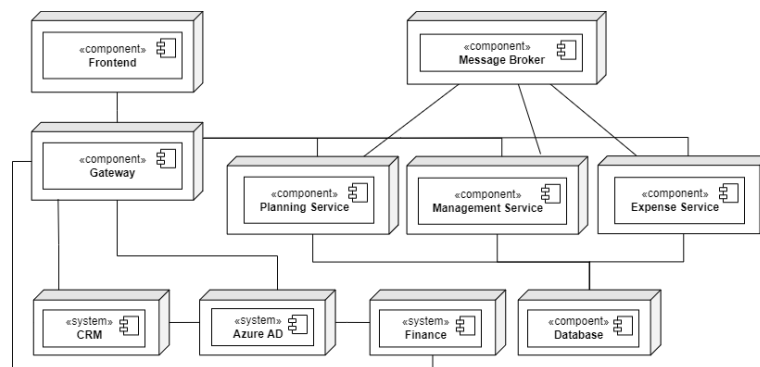 «component»
Frontend
«component»
Message Broker
«component»
Gateway
«component»
Planning Service
«component»
Management Service
«component»
Expense Service
«system»
CRM
«system»
Azure AD
«system»
Finance
«compoent»
Database